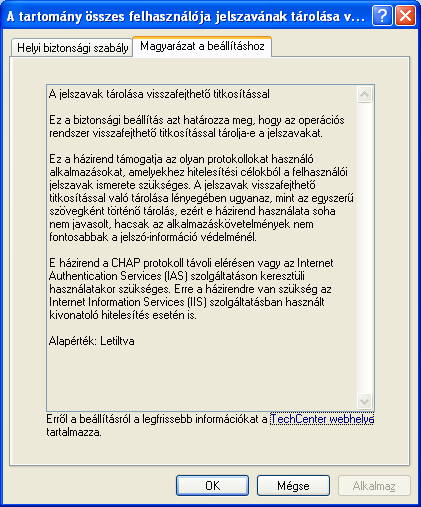 A tartomány összes felhasználója jelszavának tárolása v...
Helyi biztonsági szabály
Magyarázat a beállításhoz
A jelszavak tárolása visszafejthető titkosítással
Ez a biztonsági beállítás azt határozza meg, hogy az operációs
rendszer visszafejthető titkosítással tárolja-e a jelszavakat.
Ez a házirend támogatja az olyan protollokat használó
alkalmazásokat, amelyekhez hitelesítési célokból a felhasználói
jelszavak ismerete szükséges. A jelszavak visszafejthető
titkosítással való tárolása lényegében ugyanaz, mint az egyszerű
szövegként történő tárolás, ezért e házirend használata soha
nem javasolt, hacsak az alkalmazáskövetelmények nem
fontosabbak a jelszó-információ védelménél.
E házirend a CHAP protokoll távoli elérésen vagy az Internet
Authentication Services (IAS) szolgáltatáson keresztüli
használatakor szükséges. Erre a házirendre van szükség az
Internet Information Services (IIS) szolgáltatásban használt
kivonatoló hitelesítés esetén is.
Alapérték: Letiltva
Erről a beállításról a legfrissebb információkat a TechCenter webhelye
tartalmazza.
OK
Mégse
Alkalmaz